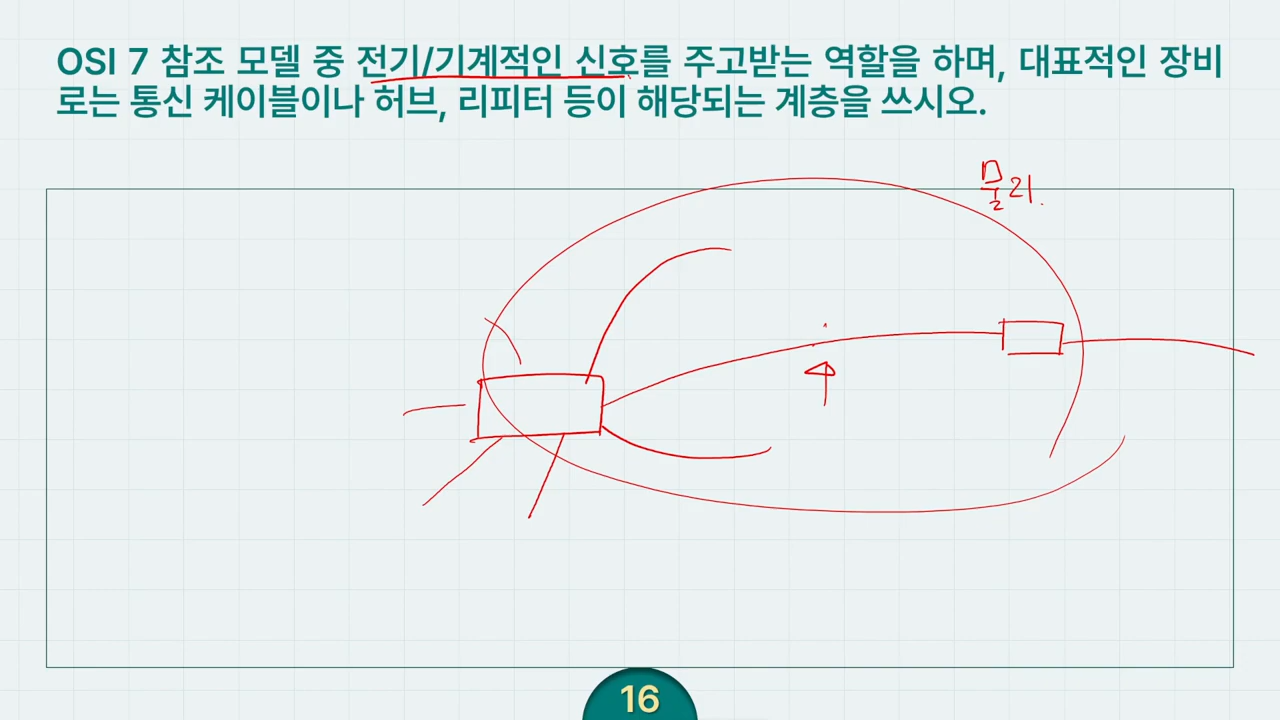 OSI 7 참조 모델 중 전기/기계적인 신호를 주고받는 역할을 하며, 대표적인 장비
로는 통신 케이블이나 허브, 리피터 등이 해당되는 계층을 쓰시오.
물리
16